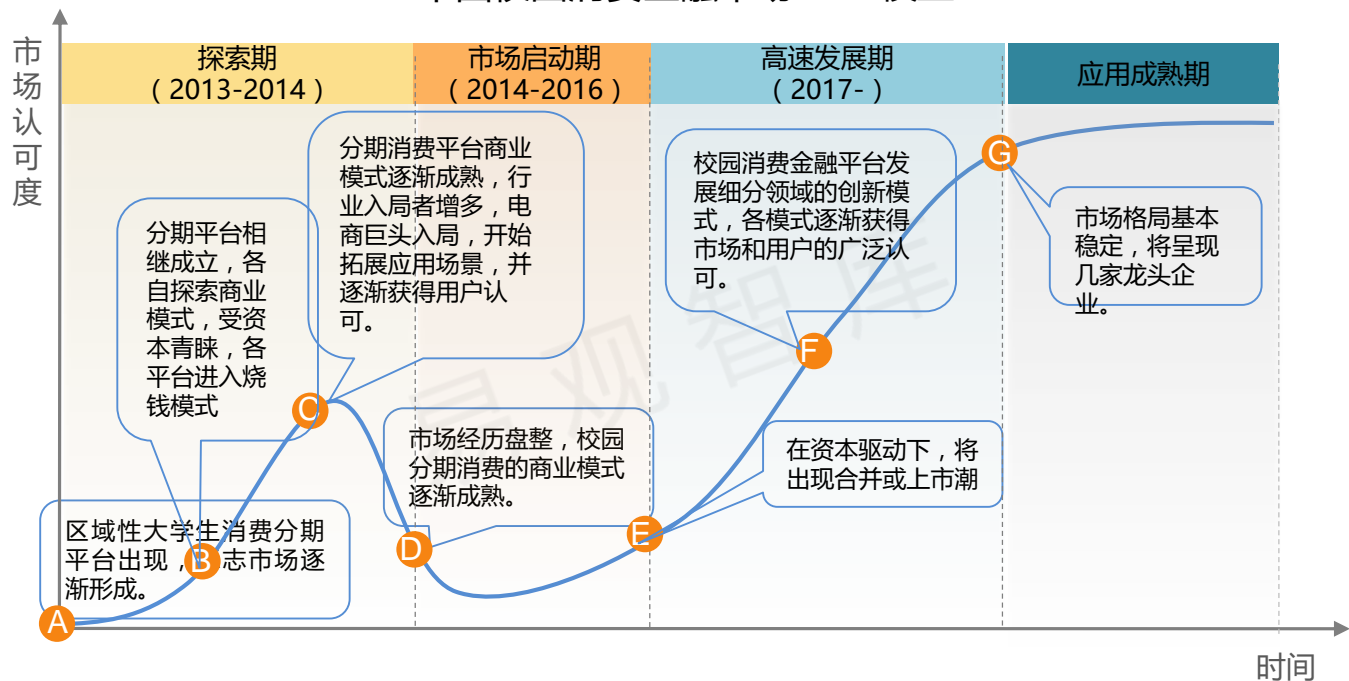 市场认可度
探索期
（2013-2014）
市场启动期
（2014-2016）
高速发展期
（2017-）
应用成熟期
分期消费平台商业
模式逐渐成熟，行
业入局者增多，电
商巨头入局，开始
拓展应用场景，并
逐渐获得用户认
可。
校园消费金融平台发
展细分领域的创新模
式，各模式逐渐获得
市场和用户的广泛认
可。
市场格局基本
稳定，将呈现
几家龙头企
业。
分期平台相
继成立，各
自探索商业
模式，受资
本青睐，各
平台进入烧
钱模式
市场经历盘整，校园
分期消费的商业模式
逐渐成熟。
在资本驱动下，将
出现合并或上市潮
区域性大学生消费分期
平台出现，志市场逐
渐形成。
A
B
C
D
E
F
G
时间
观智库